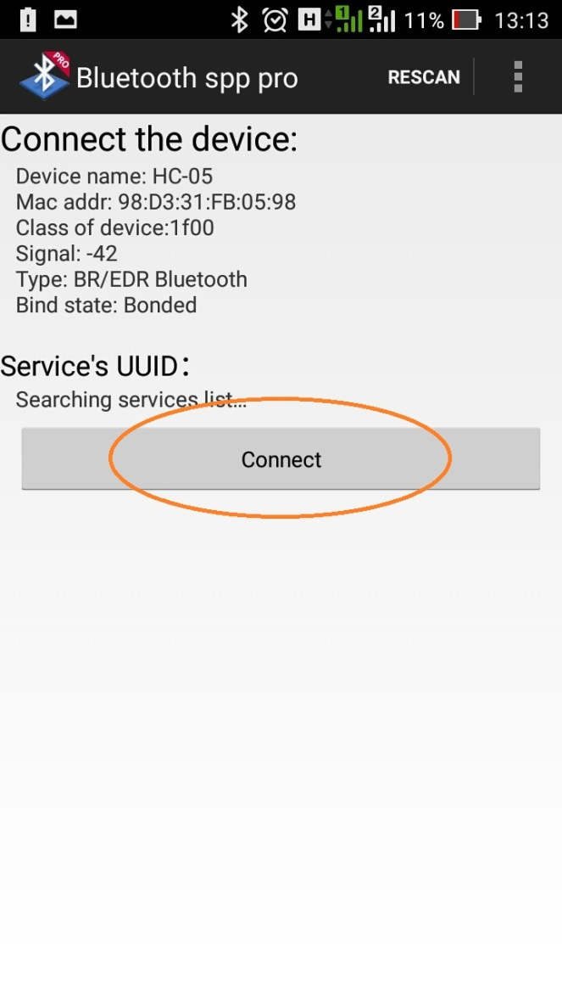 H 1 2 11% 13:13
PRO Bluetooth spp pro RESCAN
Connect the device:
Device name: HC-05
Mac addr: 98:D3:31:FB:05:98
Class of device:1f00
Signal: -42
Type: BR/EDR Bluetooth
Bind state: Bonded
Service's UUID:
Searching services list...
Connect